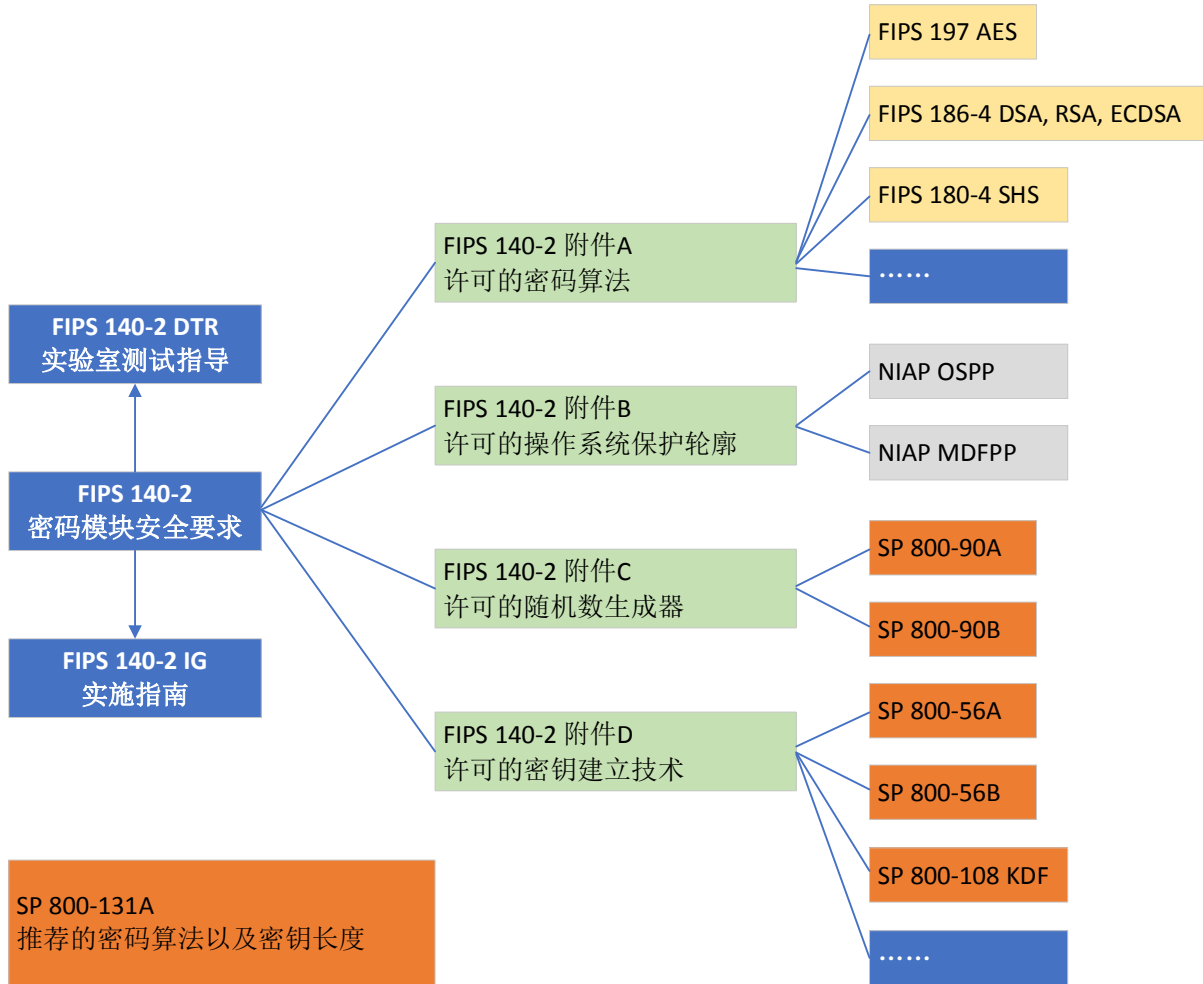 FIPS 140-2 DTR
实验室测试指导
FIPS 140-2
密码模块安全要求
FIPS 140-2 IG
实施指南
SP 800-131A
推荐的密码算法以及密钥长度
FIPS 140-2 附件A
许可的密码算法
FIPS 140-2 附件B
许可的操作系统保护轮廓
FIPS 140-2 附件C
许可的随机数生成器
FIPS 140-2 附件D
许可的密钥建立技术
FIPS 197 AES
FIPS 186-4 DSA, RSA, ECDSA
FIPS 180-4 SHS
……
NIAP OSPP
NIAP MDFPP
SP 800-90A
SP 800-90B
SP 800-56A
SP 800-56B
SP 800-108 KDF
……